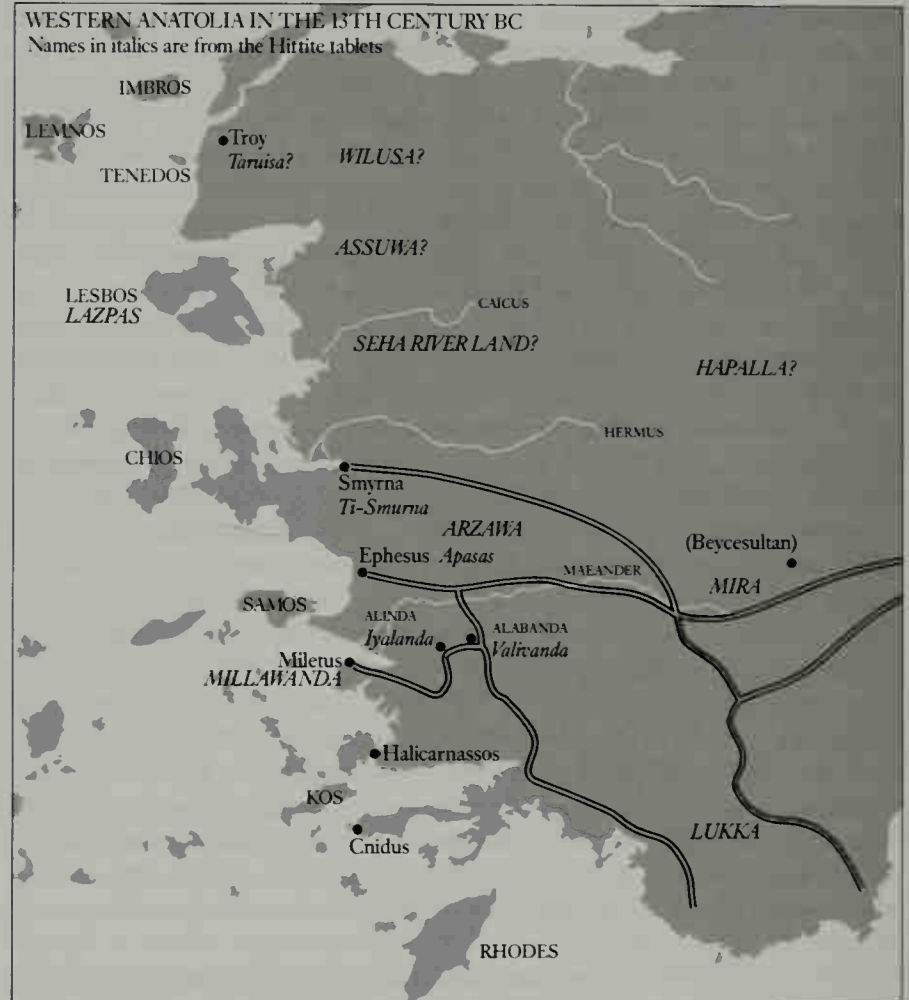 WESTERN ANATOLIA IN THE 13TH CENTURY BC
Names in italics are from the Hittite tablets
IMBROS
LEMNOS
Troy
Taruisa?
WILUSA?
TENEDOS
ASSUWA?
LESBOS
LAZPAS
CAÏCUS
SEHA RIVER LAND?
HAPALLA?
HERMUS
CHIOS
Smyrna
Ti-Smurna
ARZAWA
(Beycesultan)
Ephesus Apasas
MAEANDER
MIRA
SAMOS
ALINDA
Iyalanda
ALABANDA
Valivanda
Miletus
MILLAWANDA
Halicarnassos
KOS
LUKKA
Cnidus
RHODES